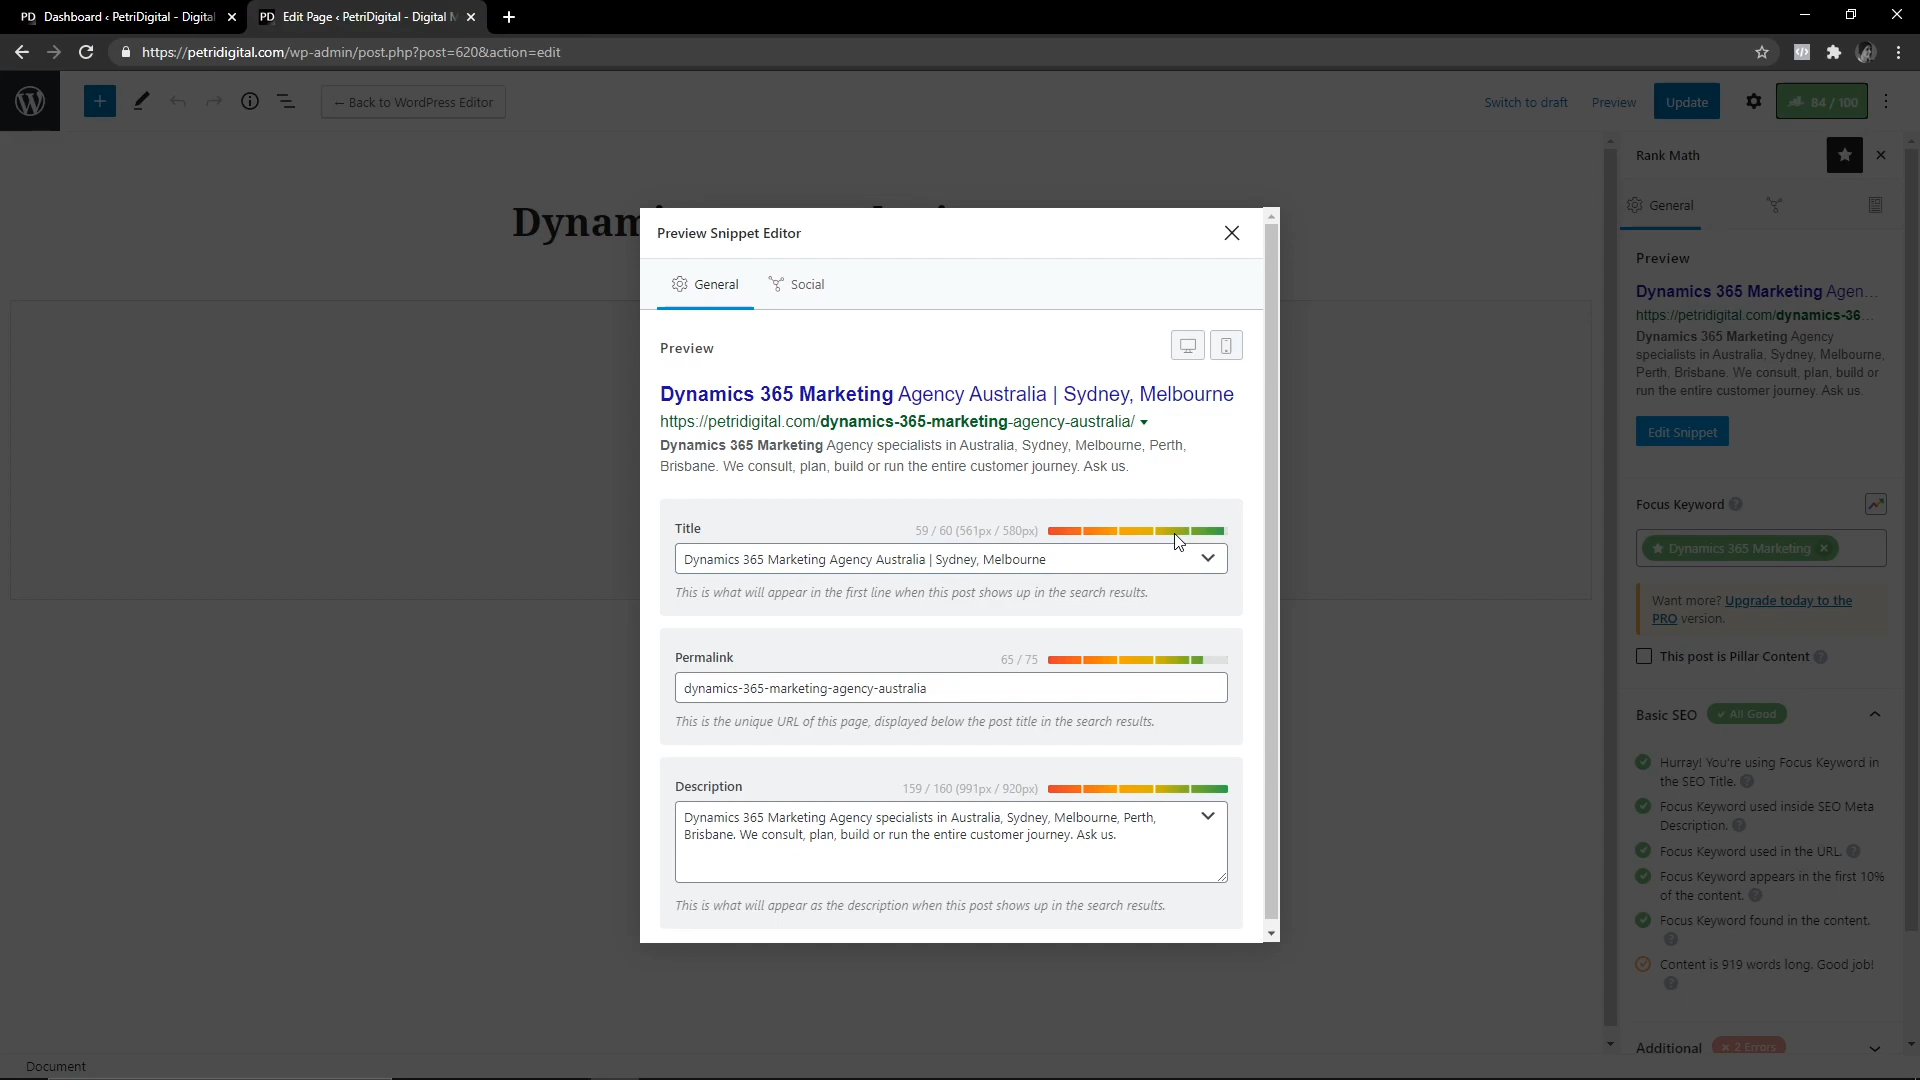 PD Dashboard ‹ PetriDigital - Digital
PD Edit Page ‹ PetriDigital - Digital M
https://petridigital.com/wp-admin/post.php?post=620&action=edit
← Back to WordPress Editor
Switch to draft
Preview
Update
84 / 100
Dynam
Preview Snippet Editor
General
Social
Preview
Dynamics 365 Marketing Agency Australia | Sydney, Melbourne
https://petridigital.com/dynamics-365-marketing-agency-australia/
Dynamics 365 Marketing Agency specialists in Australia, Sydney, Melbourne, Perth,
Brisbane. We consult, plan, build or run the entire customer journey. Ask us.
Title
59 / 60 (561px / 580px)
Dynamics 365 Marketing Agency Australia | Sydney, Melbourne
This is what will appear in the first line when this post shows up in the search results.
Permalink
65 / 75
dynamics-365-marketing-agency-australia
This is the unique URL of this page, displayed below the post title in the search results.
Description
159 / 160 (991px / 920px)
Dynamics 365 Marketing Agency specialists in Australia, Sydney, Melbourne, Perth,
Brisbane. We consult, plan, build or run the entire customer journey. Ask us.
This is what will appear as the description when this post shows up in the search results.
Rank Math
General
Preview
Dynamics 365 Marketing Agen...
https://petridigital.com/dynamics-36...
Dynamics 365 Marketing Agency
specialists in Australia, Sydney, Melbourne,
Perth, Brisbane. We consult, plan, build or
run the entire customer journey. Ask us.
Edit Snippet
Focus Keyword
Dynamics 365 Marketing
Want more? Upgrade today to the
PRO version.
This post is Pillar Content
Basic SEO
All Good
Hurray! You're using Focus Keyword in
the SEO Title.
Focus Keyword used inside SEO Meta
Description.
Focus Keyword used in the URL.
Focus Keyword appears in the first 10%
of the content.
Focus Keyword found in the content.
Content is 919 words long. Good job!
Additional
× 2 Errors
Document